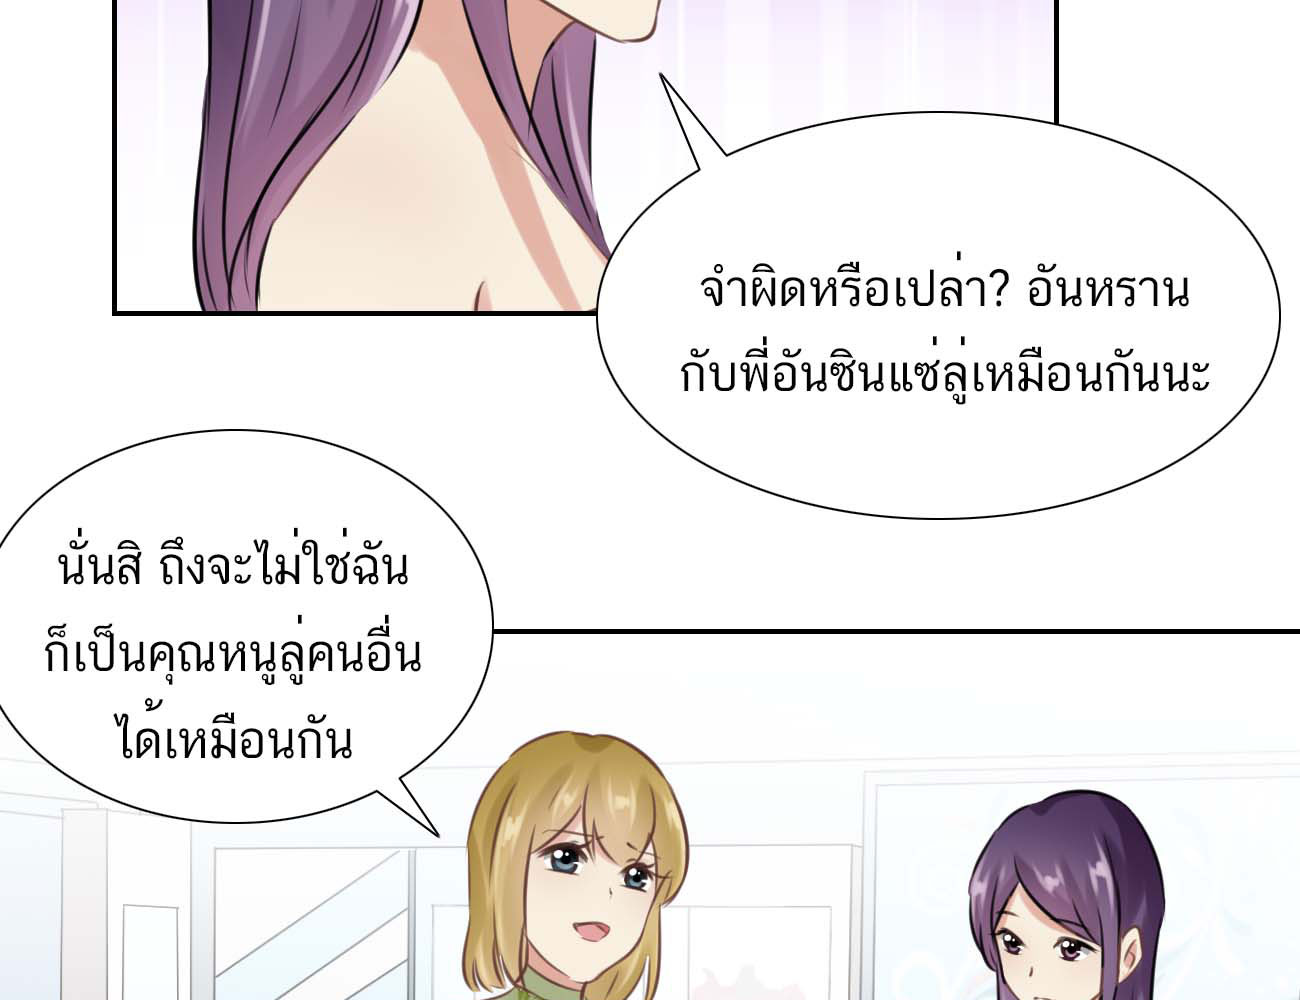 จำผิดหรือเปล่า? อันหราน
กับพี่อันซินแซ่ลู่เหมือนกันนะ
นั่นสิ ถึงจะไม่ใช่ฉัน
ก็เป็นคุณหนูลู่คนอื่น
ได้เหมือนกัน